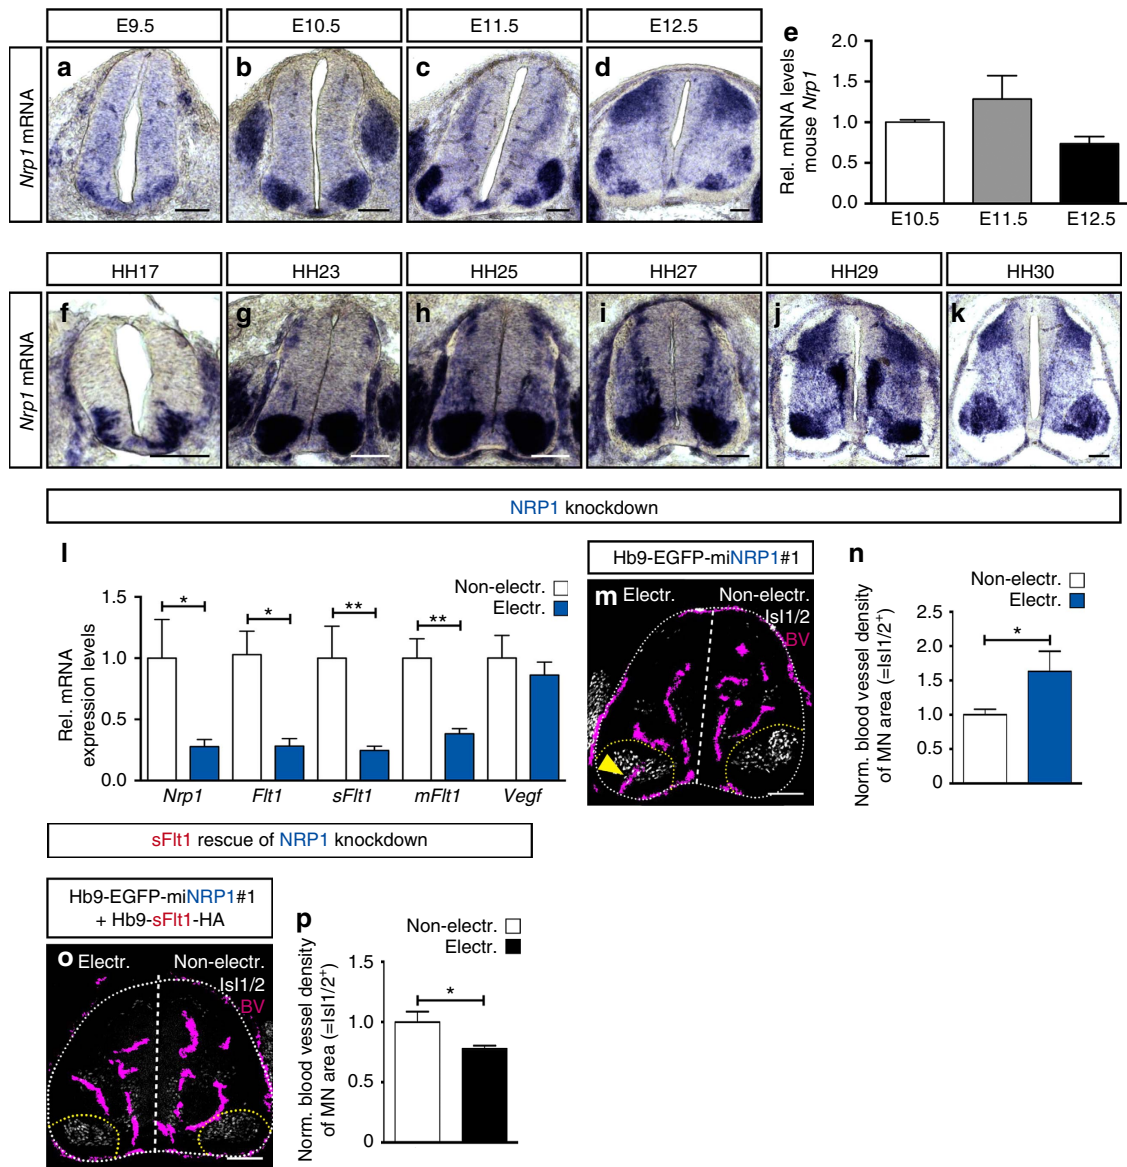 E9.5
E10.5
E11.5
E12.5
Nrp1 mRNA
a
b
c
d
e
Rel. mRNA levels
mouse Nrp1
2.0
1.5
1.0
0.5
0.0
E10.5
E11.5
E12.5
HH17
HH23
HH25
HH27
HH29
HH30
Nrp1 mRNA
f
g
h
i
j
k
NRP1 knockdown
l
Non-electr.
Electr.
Rel. mRNA
expression levels
1.5
1.0
0.5
0.0
*
*
**
**
Nrp1
Flt1
sFlt1
mFlt1
Vegf
Hb9-EGFP-miNRP1#1
m
Electr.
Non-electr.
Isl1/2
BV
n
Non-electr.
Electr.
Norm. blood vessel density
of MN area (=Isl1/2+)
2.5
2.0
1.5
1.0
0.5
0
*
sFlt1 rescue of NRP1 knockdown
Hb9-EGFP-miNRP1#1
+ Hb9-sFlt1-HA
o
Electr.
Non-electr.
Isl1/2
BV
p
Non-electr.
Electr.
Norm. blood vessel density
of MN area (=Isl1/2+)
1.5
1.0
0.5
0
*